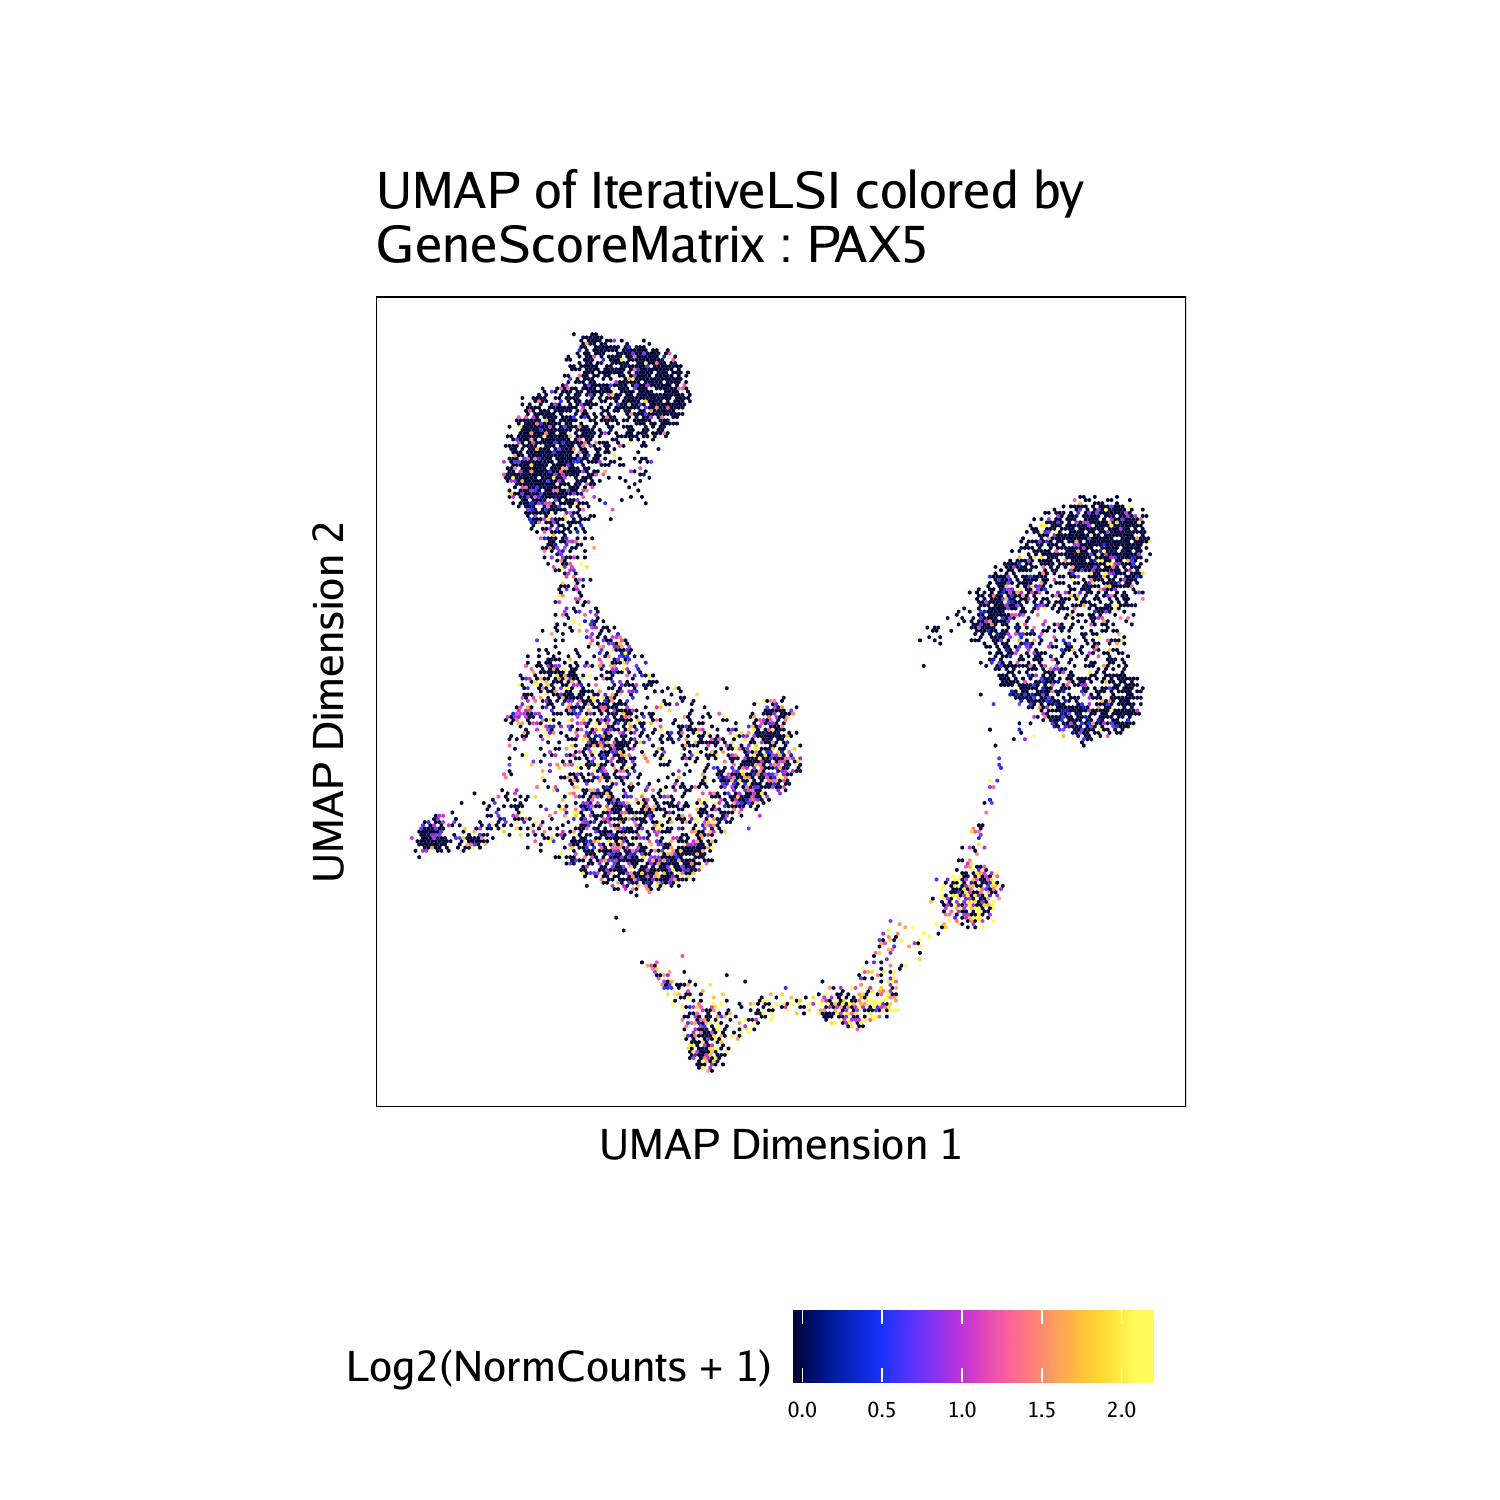 UMAP of IterativeLSI colored by
GeneScoreMatrix : PAX5
UMAP Dimension 2
UMAP Dimension 1
Log2(NormCounts + 1)
0.0 0.5 1.0 1.5 2.0